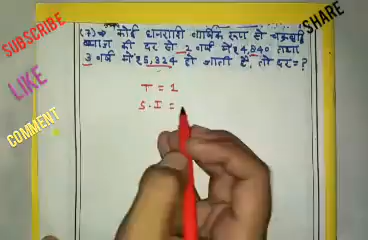 SUBSCRIBE
SHARE
LIKE
COMMENT
(7) कोई धनराशी वार्षिक रूप से चक्रवृद्धि
ब्याज की दर से 2 वर्ष में ₹4,840 तथा
3 वर्ष में ₹5,324 हो जाती है, तो दर = ?
T = 1
S.I =